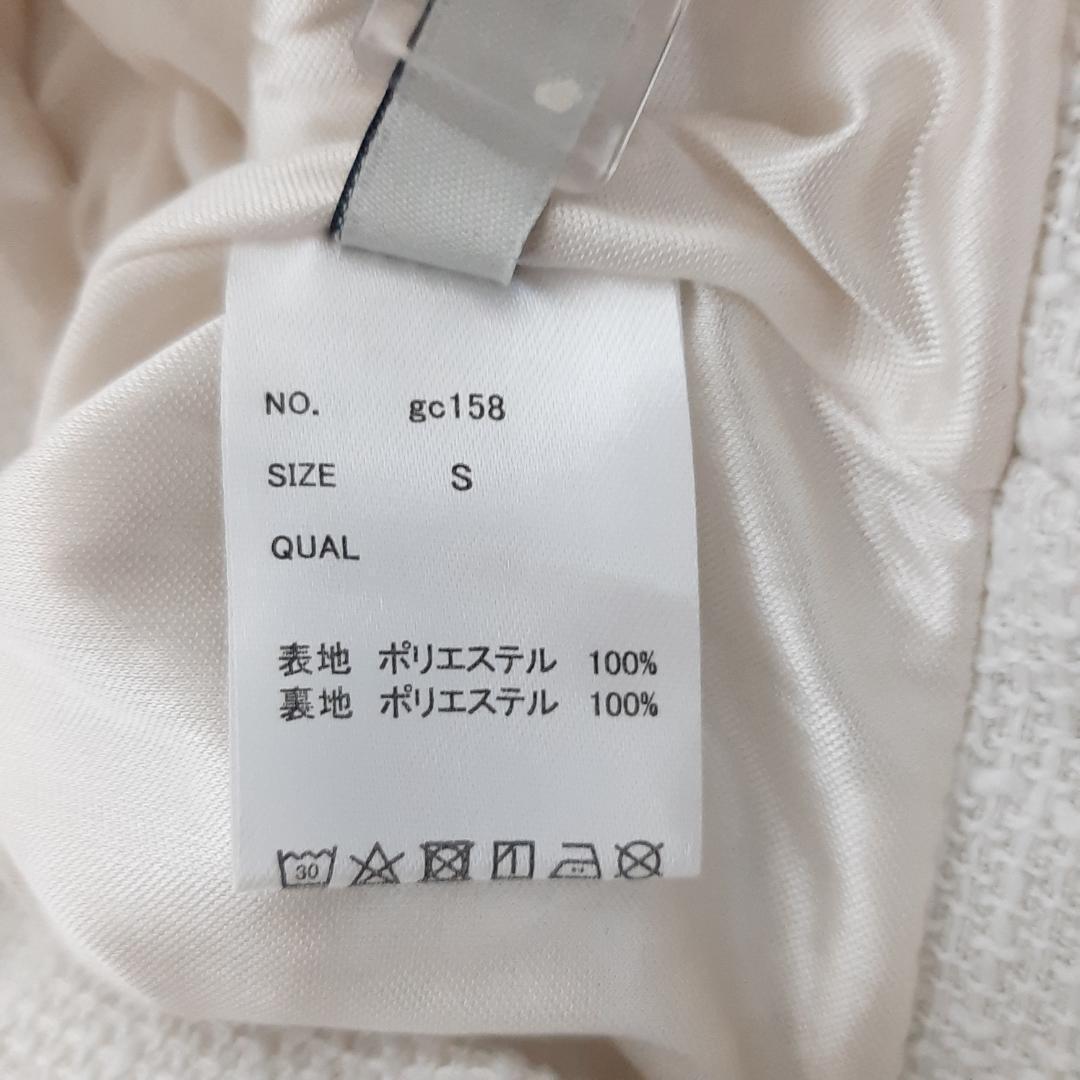 NO. gc158
SIZE S
QUAL
表地 ポリエステル 100%
裏地 ポリエステル 100%
30